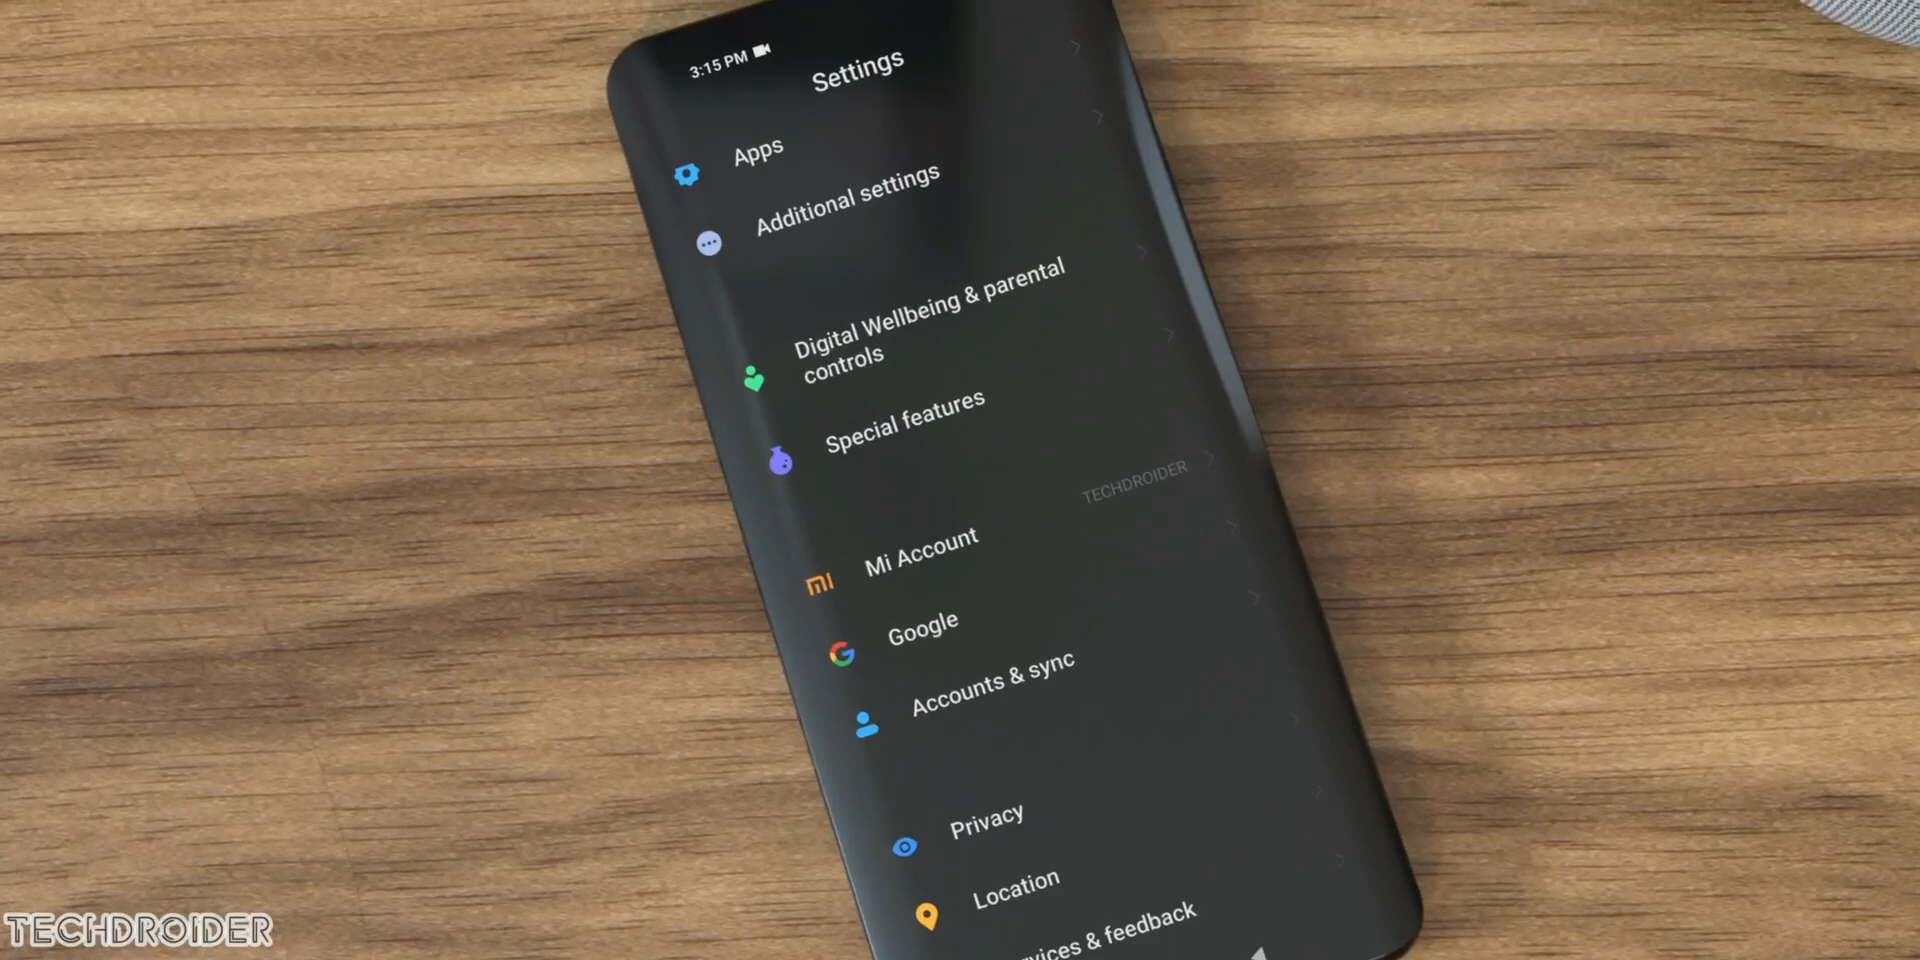 3:15 PM
Settings
Apps
Additional settings
Digital Wellbeing & parental
controls
Special features
TECHDROIDER
Mi Account
Google
Accounts & sync
Privacy
Location
& feedback
TECHDROIDER